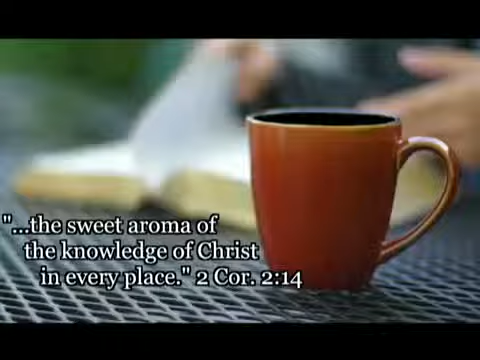 "...the sweet aroma of
the knowledge of Christ
in every place." 2 Cor. 2:14